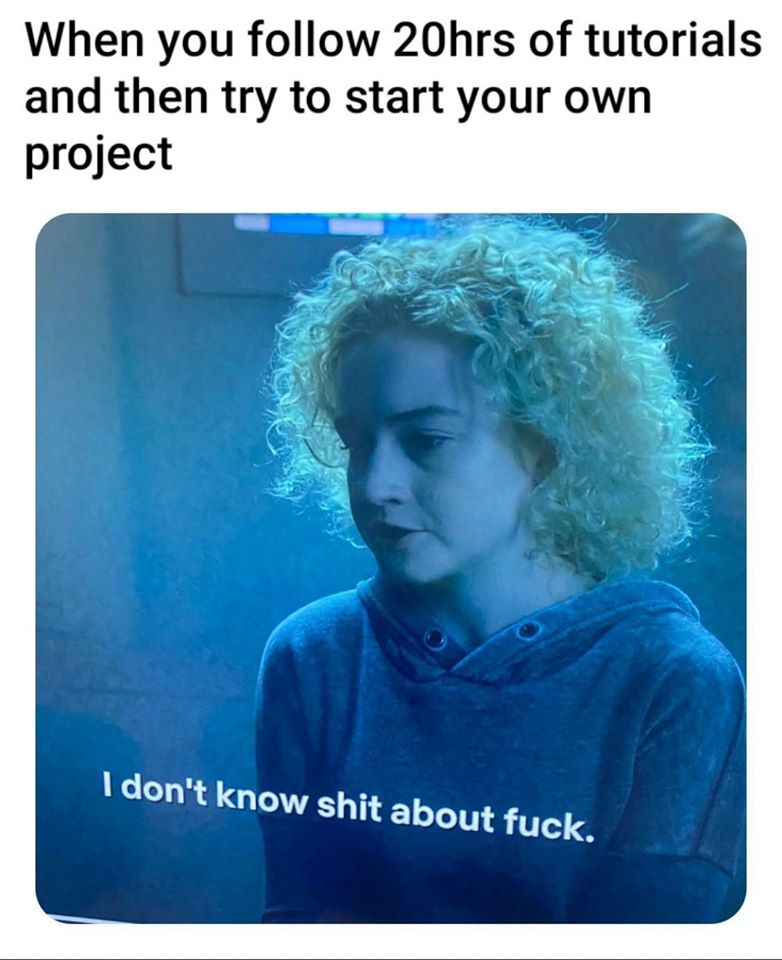 When you follow 20hrs of tutorials
and then try to start your own
project
I don't know shit about fuck.